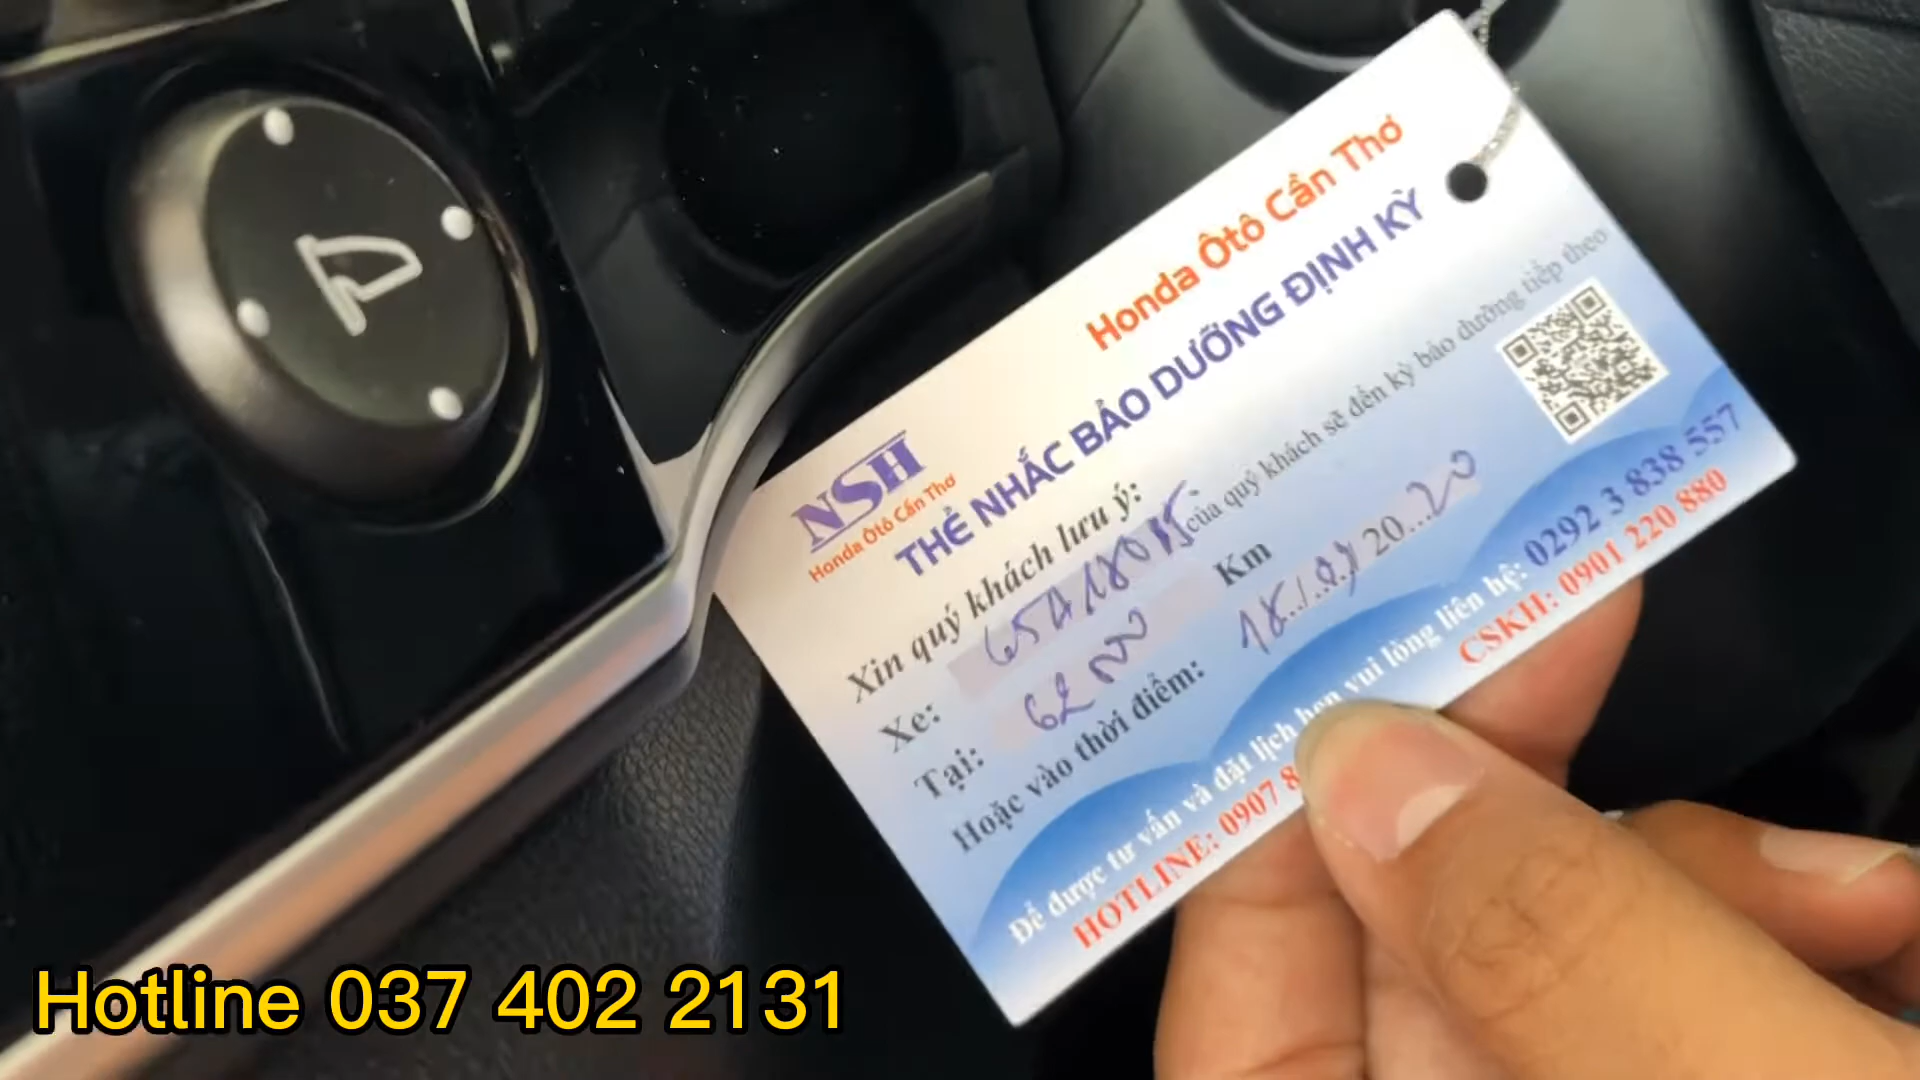 Honda Ôtô Cần Thơ
NSH
Honda Ôtô Cần Thơ
THẺ NHẮC BẢO DƯỠNG ĐỊNH KỲ
Xin quý khách lưu ý:
Xe: của quý khách sẽ đến kỳ bảo dưỡng tiếp theo
Tại: 62 000 Km
Hoặc vào thời điểm: 18../..09/ 20...20
Để được tư vấn và đặt lịch hẹn vui lòng liên hệ: 0292 3 838 557
HOTLINE: 0907 8 CSKH: 0901 220 880
Hotline 037 402 2131